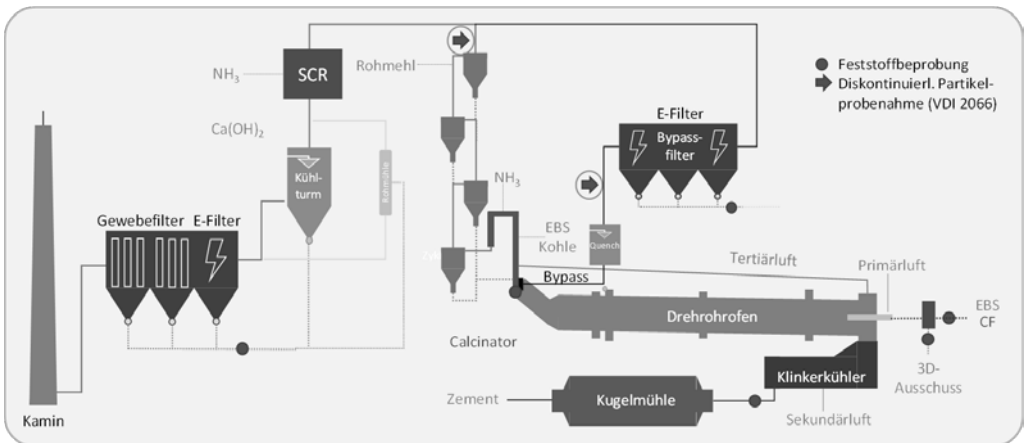 Feststoffbeprobung
Diskontinuierl. Partikel-
probenahme (VDI 2066)
Rohmehl
NH₃
SCR
Ca(OH)₂
Kühl-
turm
Rohmühle
Gewebefilter E-Filter
Kamin
E-Filter
Bypass-
filter
NH₃
EBS
Kohle
Quench
Bypass
Tertiärluft
Primärluft
Drehrohrofen
EBS
CF
3D-
Ausschuss
Calcinator
Klinkerkühler
Sekundärluft
Zement
Kugelmühle